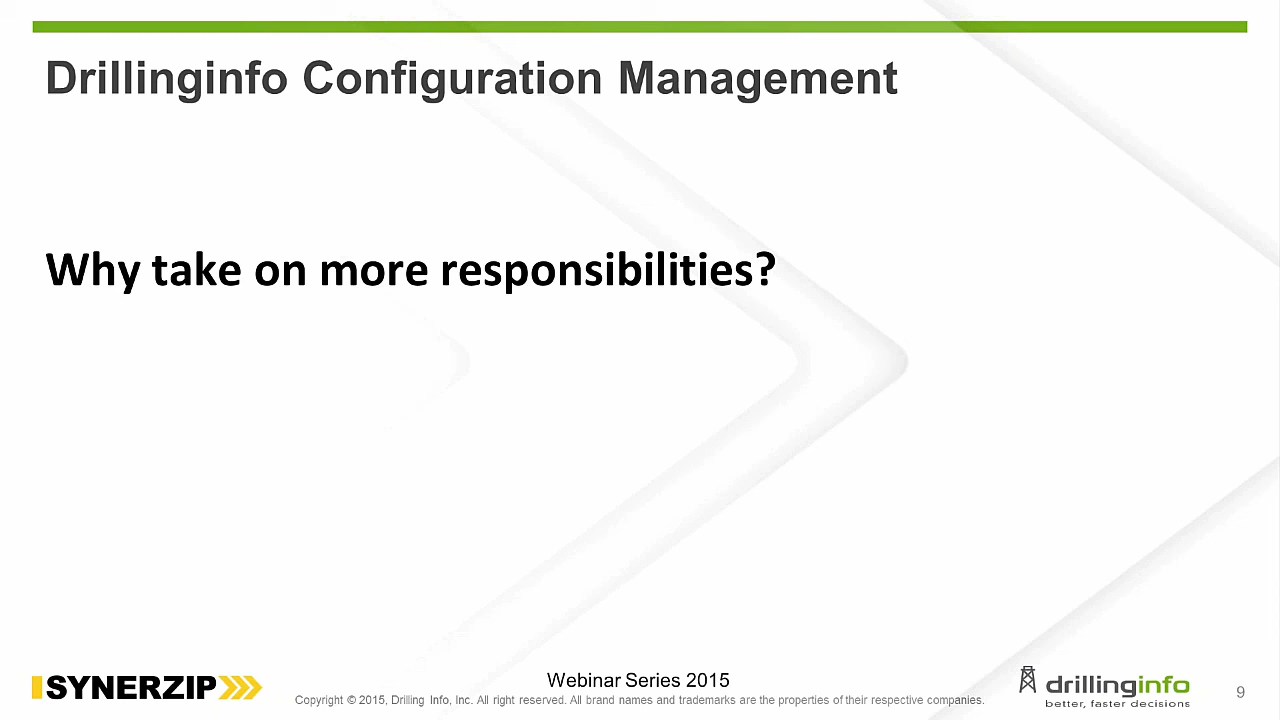 Drillinginfo Configuration Management
Why take on more responsibilities?
SYNERZIP
Webinar Series 2015
Copyright © 2015, Drilling Info, Inc. All right reserved. All brand names and trademarks are the properties of their respective companies.
drillinginfo
better, faster decisions
9